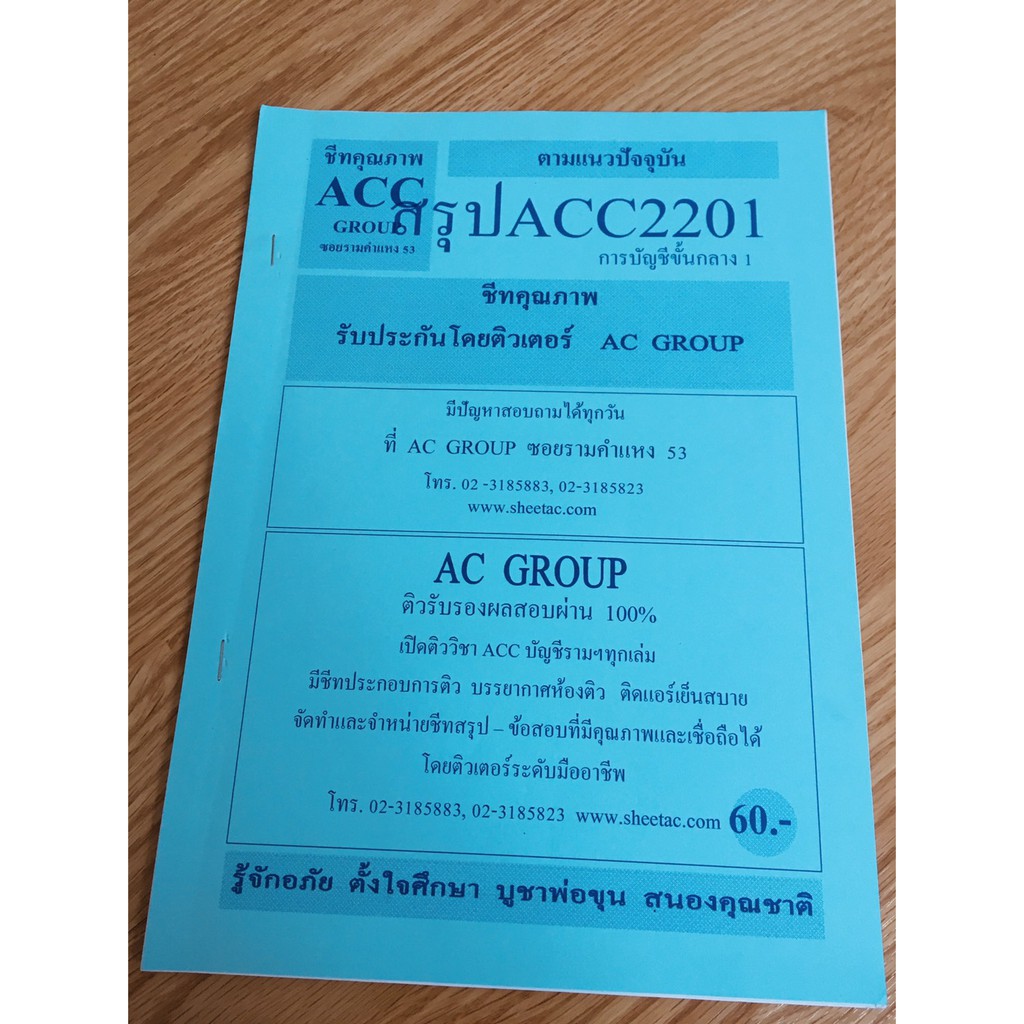 ชีทคุณภาพ
ACC
GROUP
ซอยรามคำแหง 53
ตามแนวปัจจุบัน
สรุปACC2201
การบัญชีขั้นกลาง 1
ชีทคุณภาพ
รับประกันโดยติวเตอร์ AC GROUP
มีปัญหาสอบถามได้ทุกวัน
ที่ AC GROUP ซอยรามคำแหง 53
โทร. 02 -3185883, 02-3185823
www.sheetac.com
AC GROUP
ติวรับรองผลสอบผ่าน 100%
เปิดติววิชา ACC บัญชีรามฯทุกเล่ม
มีชีทประกอบการติว บรรยากาศห้องติว ติดแอร์เย็นสบาย
จัดทำและจำหน่ายชีทสรุป – ข้อสอบที่มีคุณภาพและเชื่อถือได้
โดยติวเตอร์ระดับมืออาชีพ
โทร. 02-3185883, 02-3185823 www.sheetac.com 60.-
รู้จักอภัย ตั้งใจศึกษา บูชาพ่อขุน สนองคุณชาติ